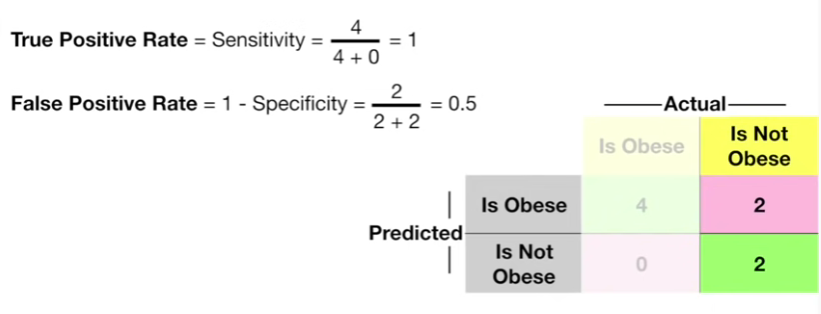 True Positive Rate = Sensitivity = 4 / 4 + 0 = 1
False Positive Rate = 1 - Specificity = 2 / 2 + 2 = 0.5
Actual
Is Obese
Is Not
Obese
Predicted
Is Obese
4
2
Is Not
Obese
0
2